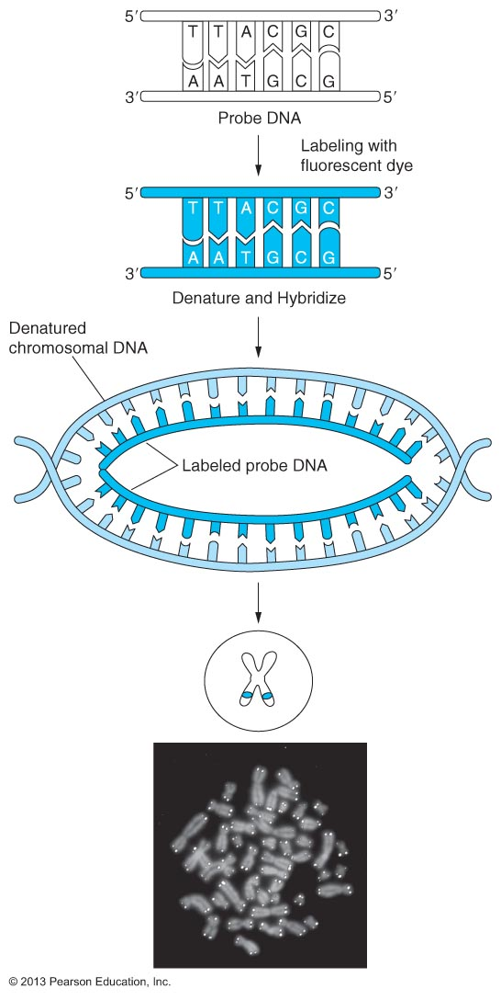 5′ 3′
T T A C G C
A A T G C G
3′ 5′
Probe DNA
Labeling with
fluorescent dye
5′ 3′
T T A C G C
A A T G C G
3′ 5′
Denature and Hybridize
Denatured
chromosomal DNA
Labeled probe DNA
© 2013 Pearson Education, Inc.